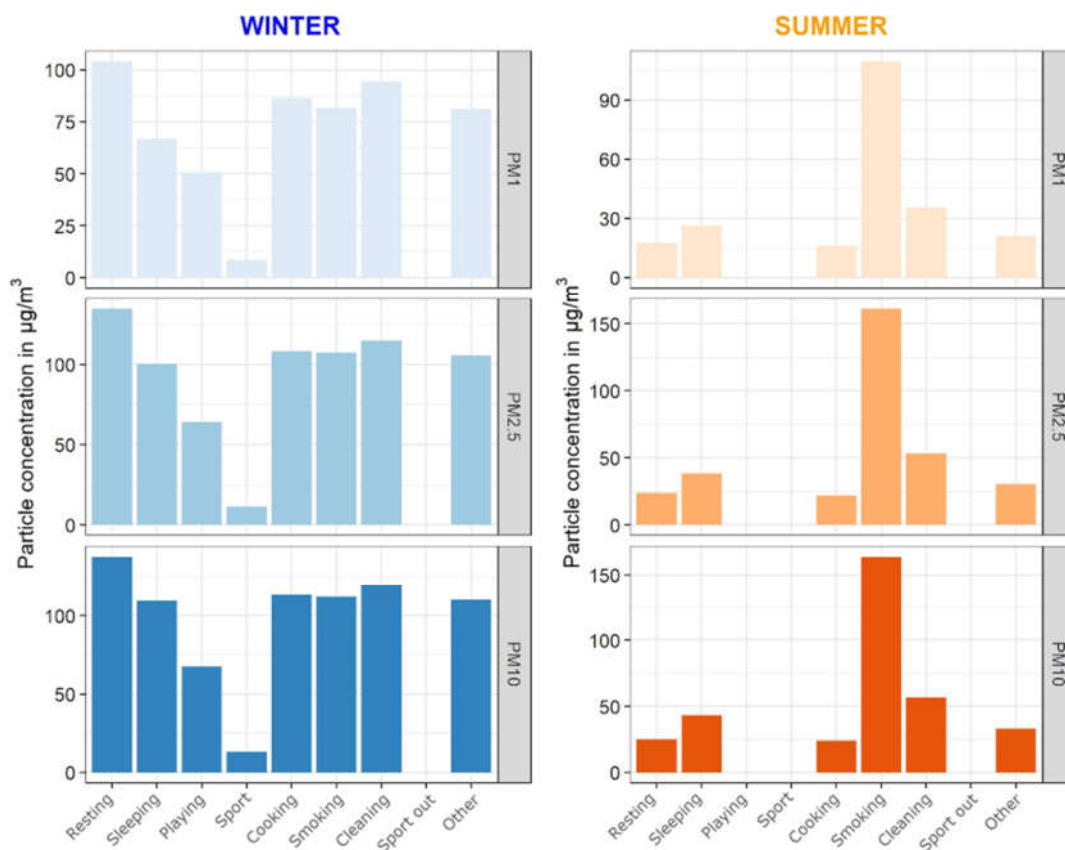 WINTER
SUMMER
Particle concentration in µg/m³
100
75
50
25
0
PM1
100
50
0
PM2.5
100
50
0
PM10
Resting
Sleeping
Playing
Sport
Cooking
Smoking
Cleaning
Sport out
Other
Particle concentration in µg/m³
90
60
30
0
PM1
150
100
50
0
PM2.5
150
100
50
0
PM10
Resting
Sleeping
Playing
Sport
Cooking
Smoking
Cleaning
Sport out
Other